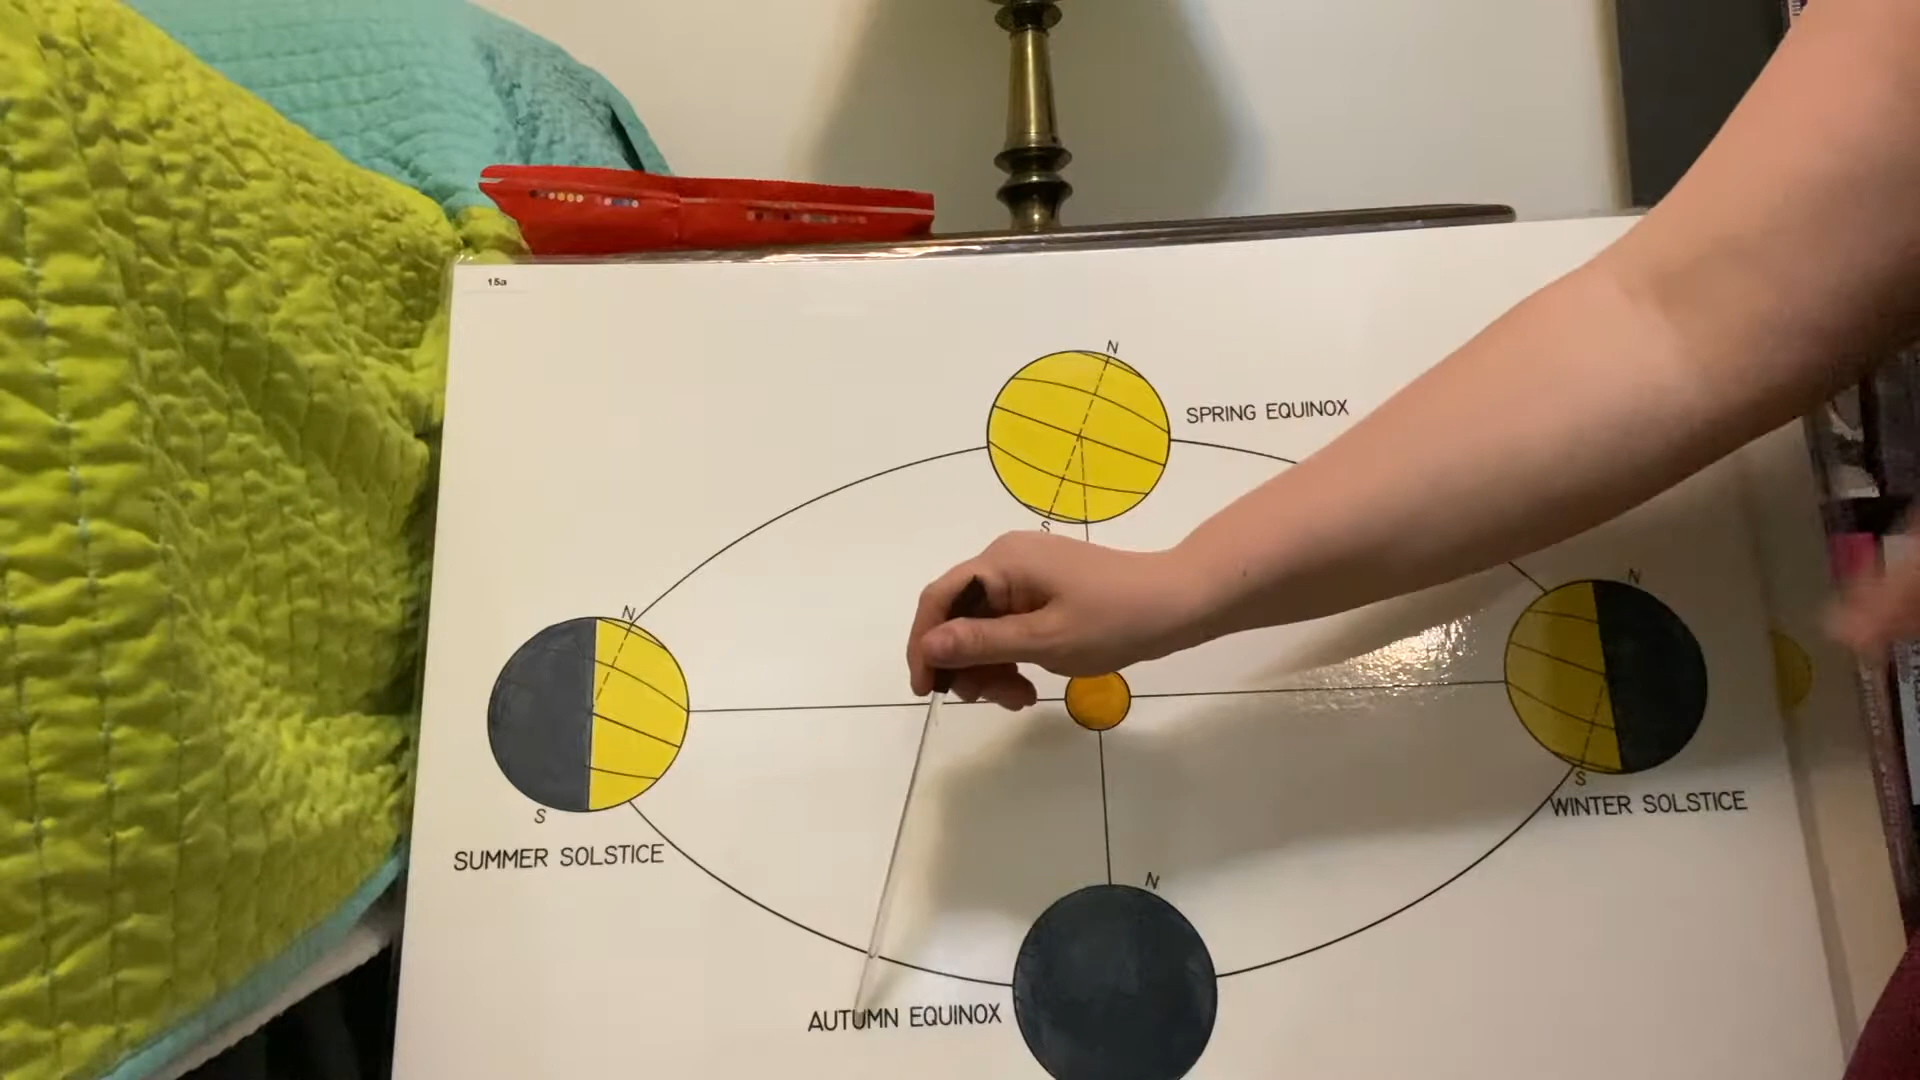 15a
N
SPRING EQUINOX
S
N
S
SUMMER SOLSTICE
N
S
WINTER SOLSTICE
N
AUTUMN EQUINOX